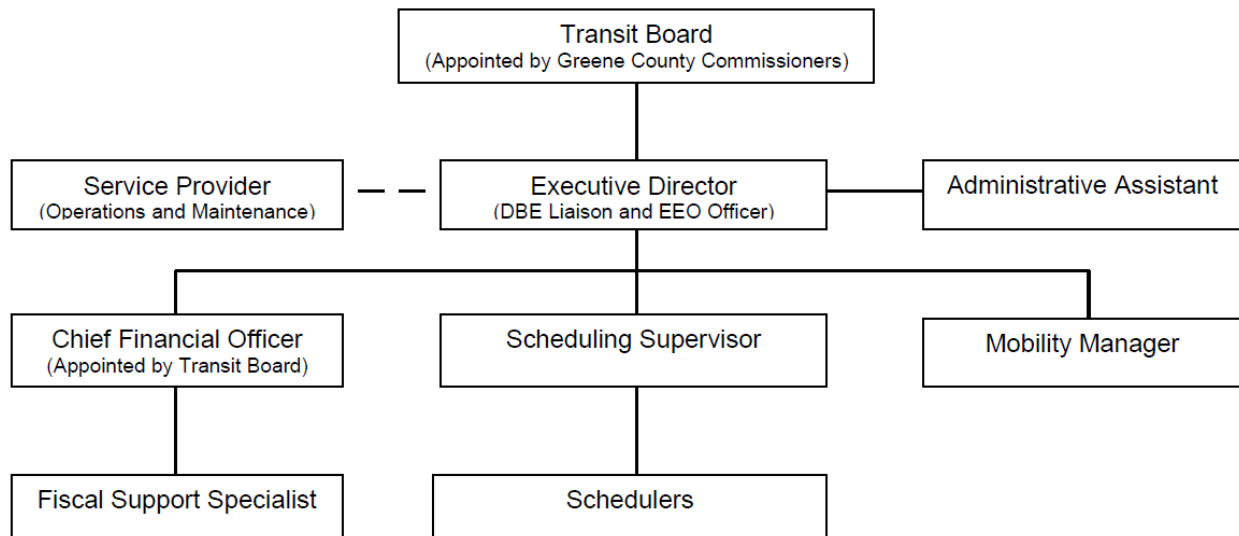 Transit Board
(Appointed by Greene County Commissioners)
Service Provider
(Operations and Maintenance)
Executive Director
(DBE Liaison and EEO Officer)
Administrative Assistant
Chief Financial Officer
(Appointed by Transit Board)
Scheduling Supervisor
Mobility Manager
Fiscal Support Specialist
Schedulers